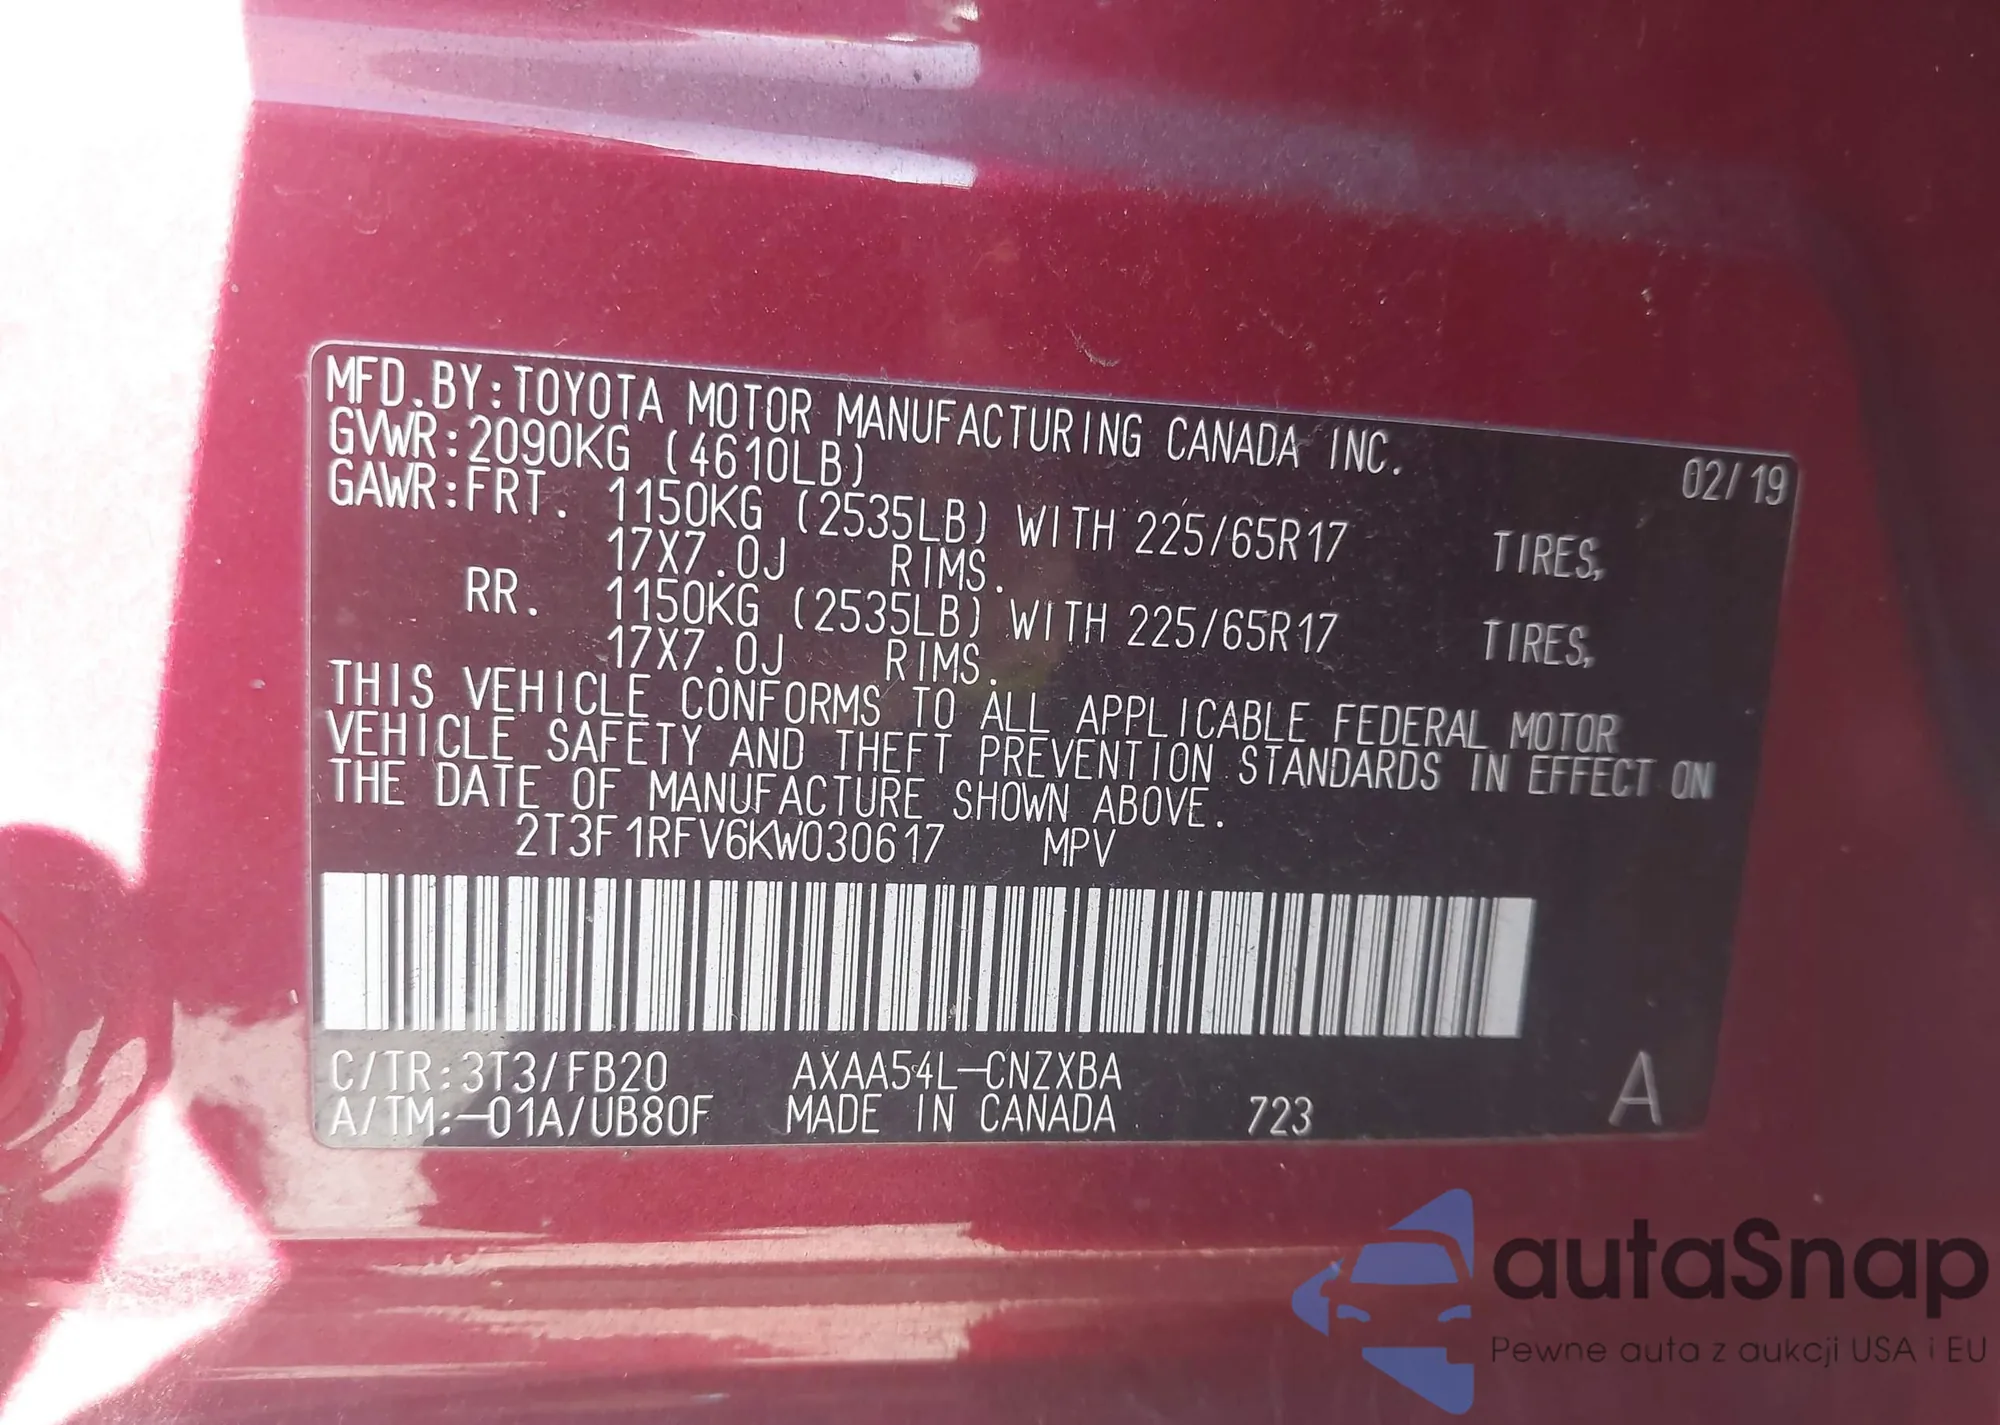 MFD.BY:TOYOTA MOTOR MANUFACTURING CANADA INC. 02/19
GVWR:2090KG (4610LB)
GAWR:FRT. 1150KG (2535LB) WITH 225/65R17 TIRES,
17X7.0J RIMS.
RR. 1150KG (2535LB) WITH 225/65R17 TIRES,
17X7.0J RIMS.
THIS VEHICLE CONFORMS TO ALL APPLICABLE FEDERAL MOTOR
VEHICLE SAFETY AND THEFT PREVENTION STANDARDS IN EFFECT ON
THE DATE OF MANUFACTURE SHOWN ABOVE.
2T3F1RFV6KW030617 MPV
C/TR:3T3/FB20 AXAA54L-CNZXBA A
A/TM:-01A/UB80F MADE IN CANADA 723
autaSnap
Pewne auta z aukcji USA i EU